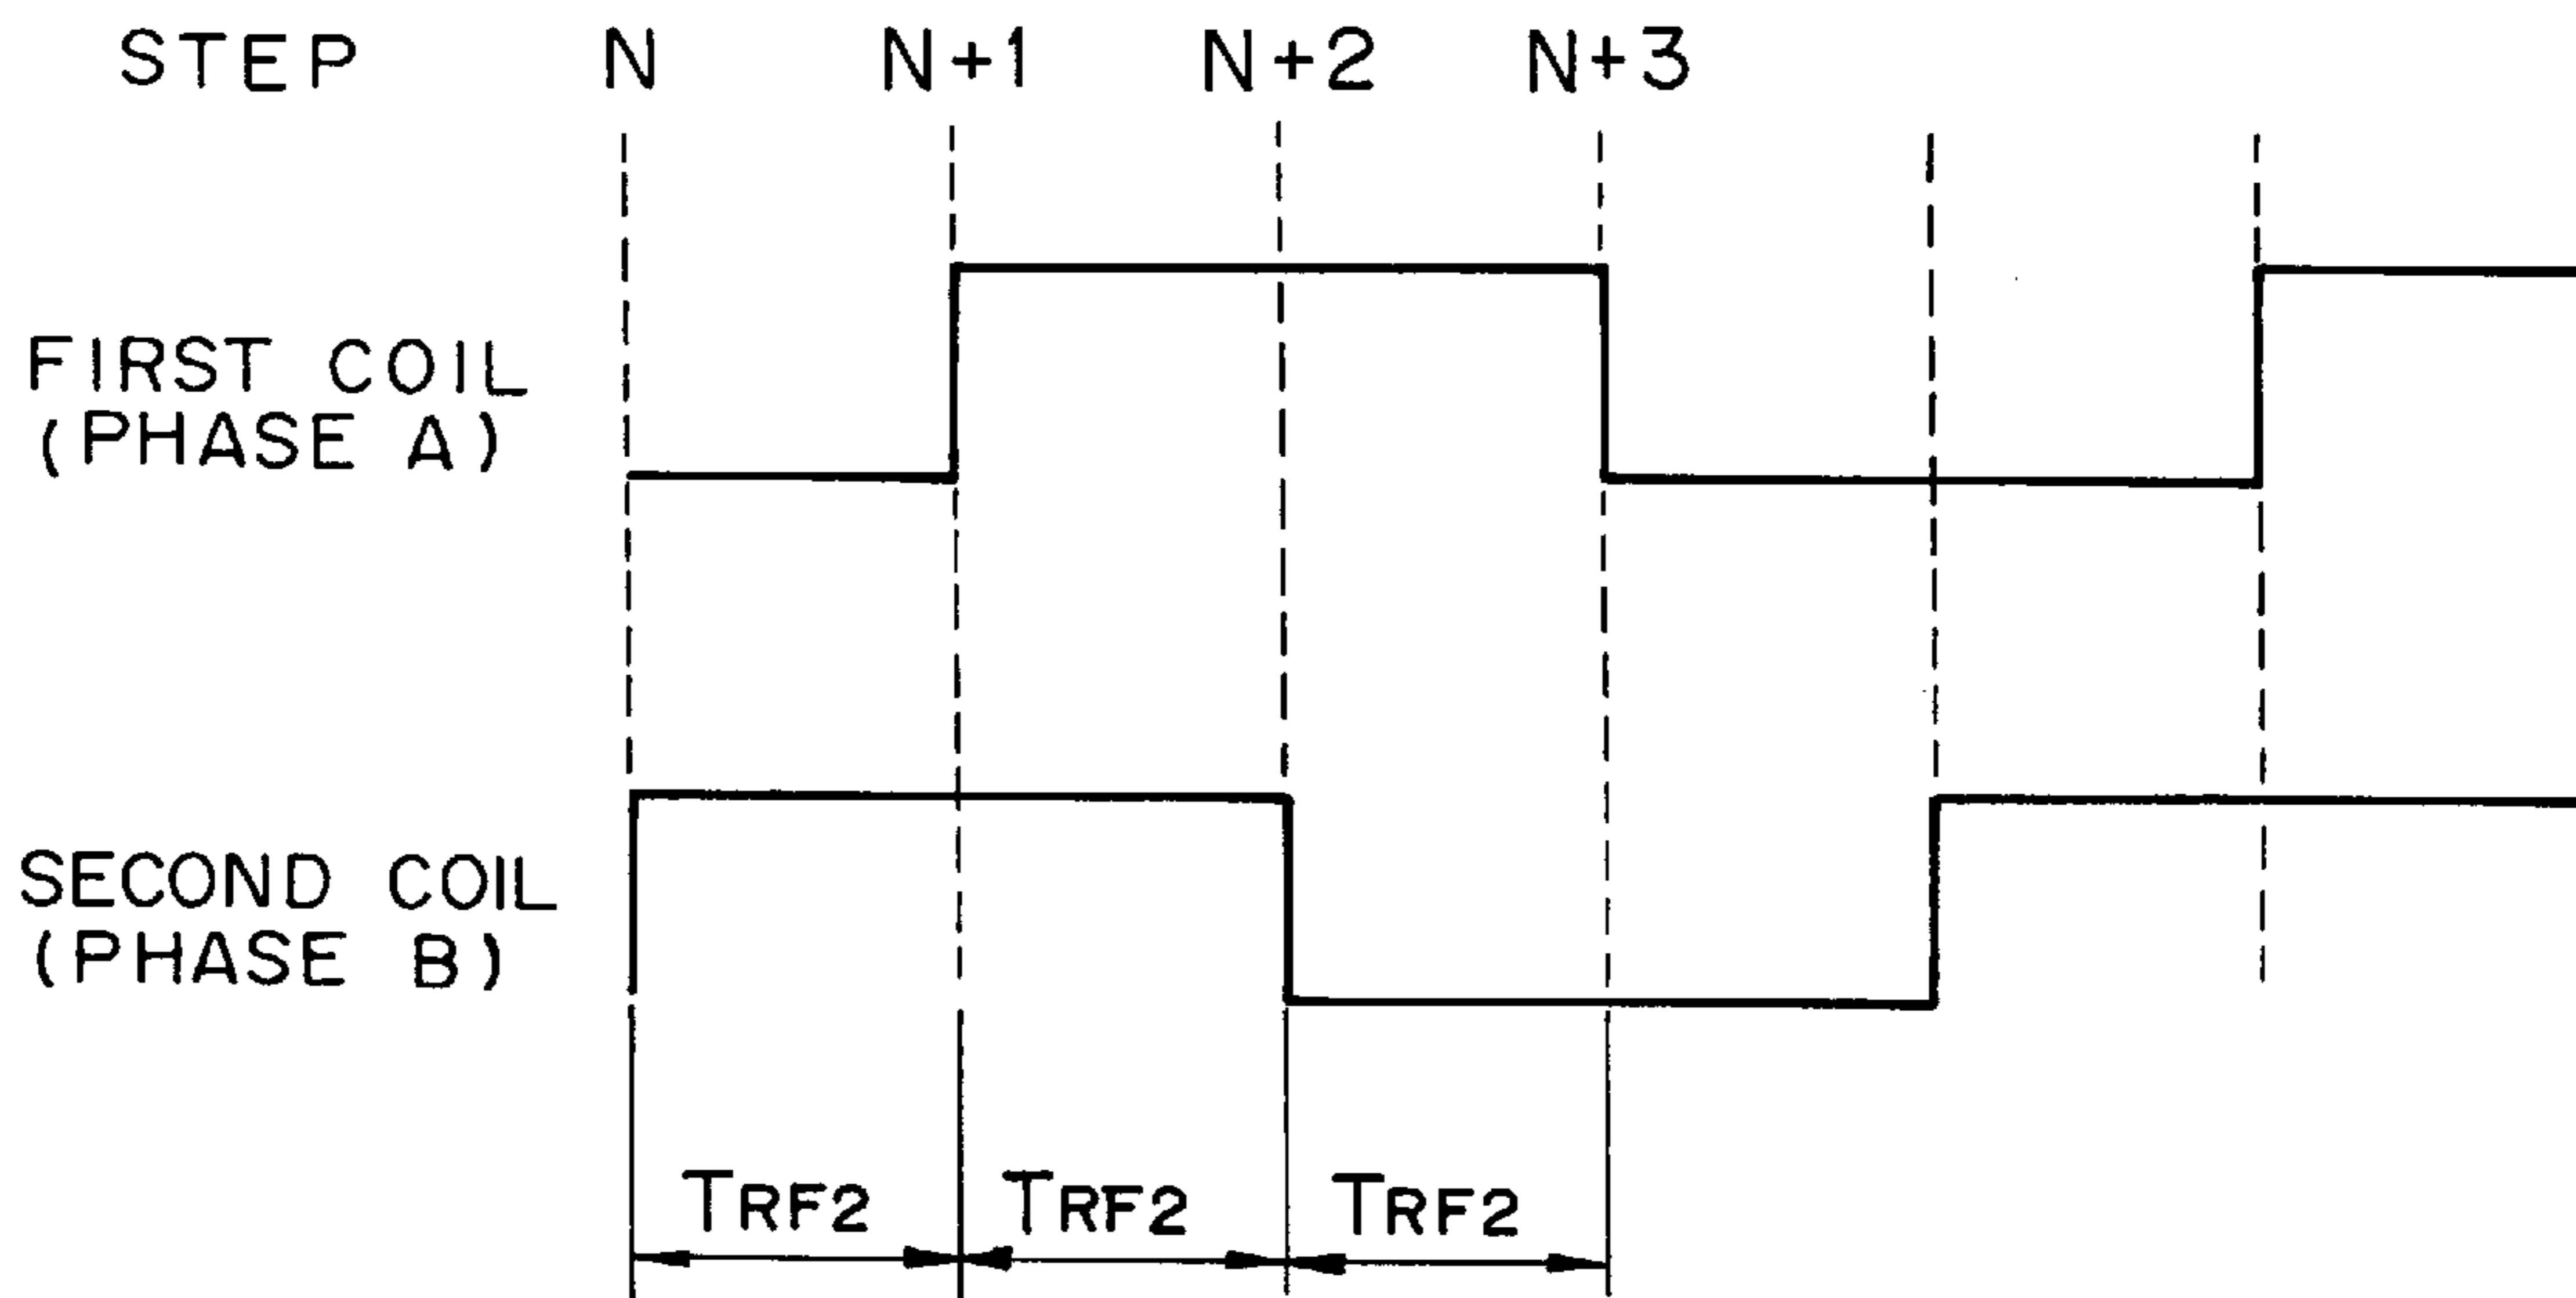 STEP N N+1 N+2 N+3
FIRST COIL
(PHASE A)
SECOND COIL
(PHASE B)
TRF2 TRF2 TRF2